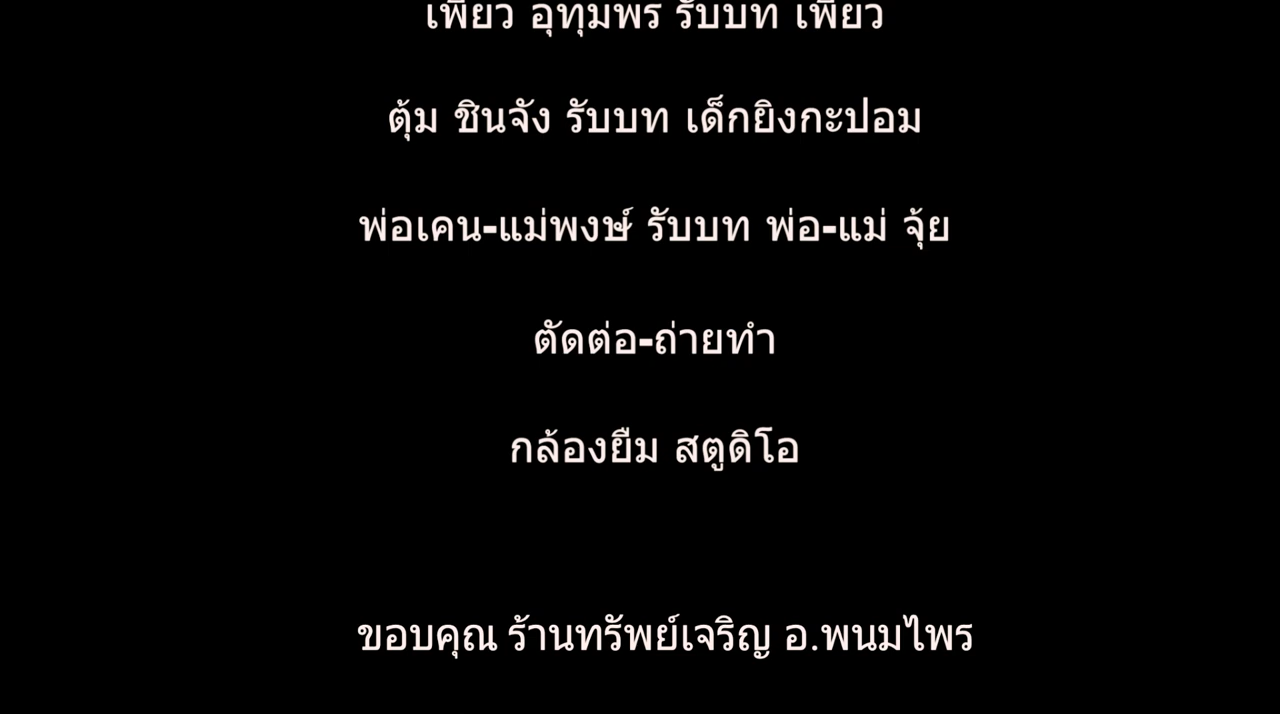 เพียว อุทุมพร รับบท เพียว
ตุ้ม ชินจัง รับบท เด็กยิงกะปอม
พ่อเคน-แม่พงษ์ รับบท พ่อ-แม่ จุ้ย
ตัดต่อ-ถ่ายทำ
กล้องยืม สตูดิโอ
ขอบคุณ ร้านทรัพย์เจริญ อ.พนมไพร